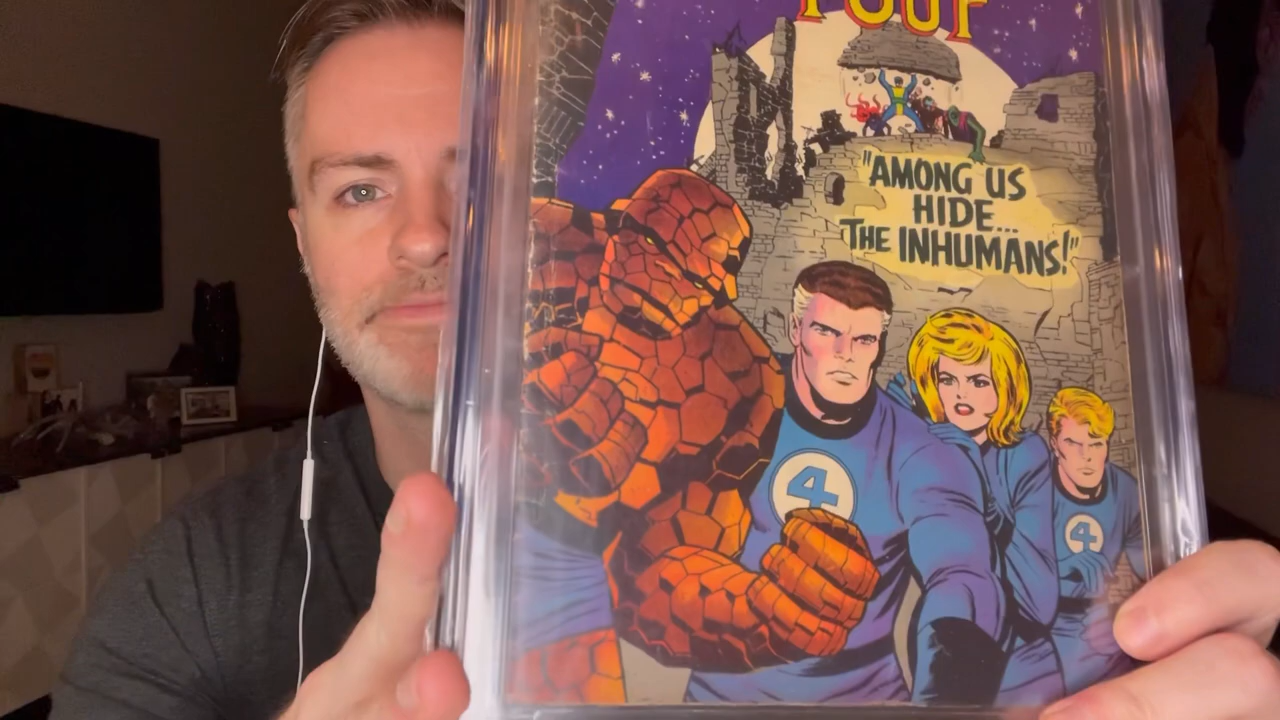 FOUR
"AMONG US
HIDE...
THE INHUMANS!"
4
4